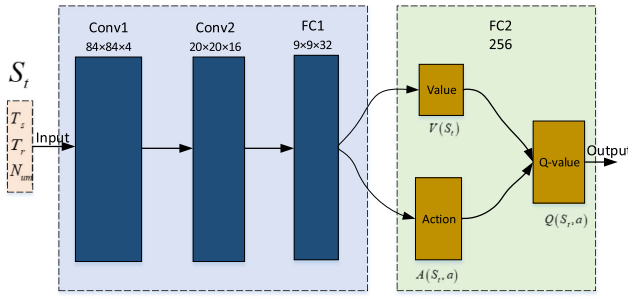 Conv1
84×84×4
Conv2
20×20×16
FC1
9×9×32
FC2
256
S_t
T_s
T_r
N_um
Input
Value
V(S_t)
Action
A(S_t,a)
Q-value
Q(S_t,a)
Output